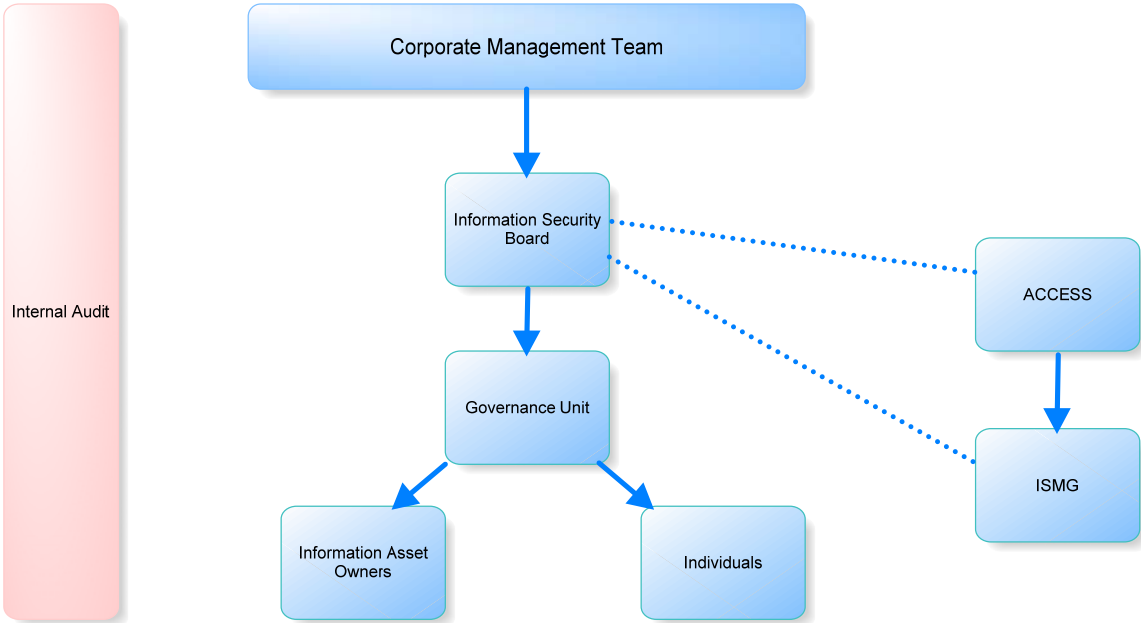 Corporate Management Team
Information Security
Board
ACCESS
Internal Audit
Governance Unit
ISMG
Information Asset
Owners
Individuals